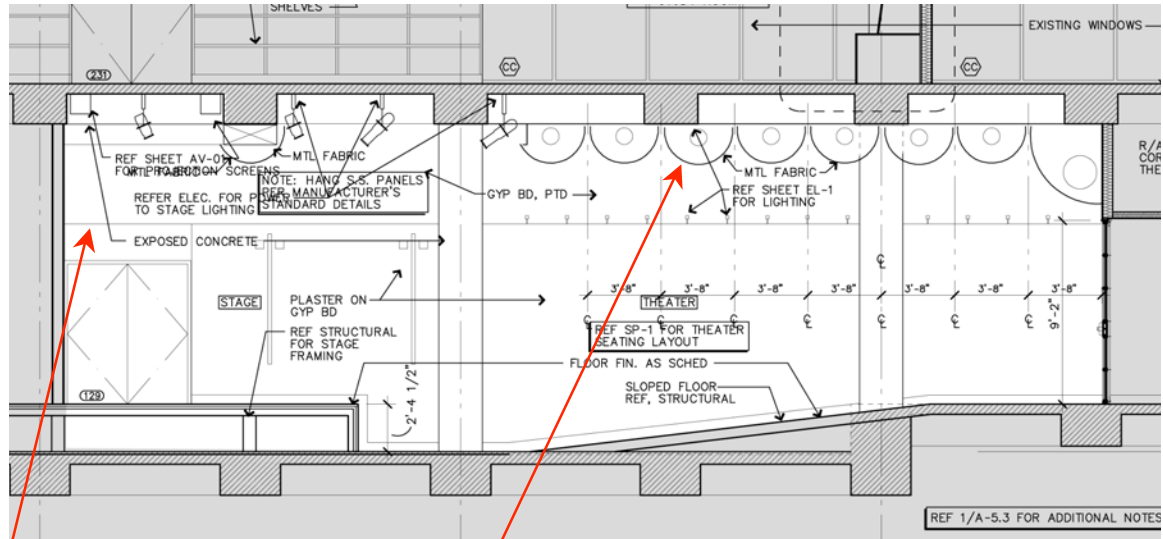 SHELVES
EXISTING WINDOWS
231
CC
CC
REF SHEET AV-01
FOR PROJECTION SCREENS
MTL FABRIC
MTL FABRIC
REFER ELEC. FOR POWER
TO STAGE LIGHTING
NOTE: HANG S.S. PANELS
PER MANUFACTURER'S
STANDARD DETAILS
GYP BD, PTD
MTL FABRIC
REF SHEET EL-1
FOR LIGHTING
R/A
COR
THE
EXPOSED CONCRETE
STAGE
PLASTER ON
GYP BD
REF STRUCTURAL
FOR STAGE
FRAMING
3'-8"
3'-8"
3'-8"
3'-8"
3'-8"
3'-8"
3'-8"
THEATER
9'-2"
REF SP-1 FOR THEATER
SEATING LAYOUT
FLOOR FIN. AS SCHED
SLOPED FLOOR
REF, STRUCTURAL
129
2'-4 1/2"
REF 1/A-5.3 FOR ADDITIONAL NOTES